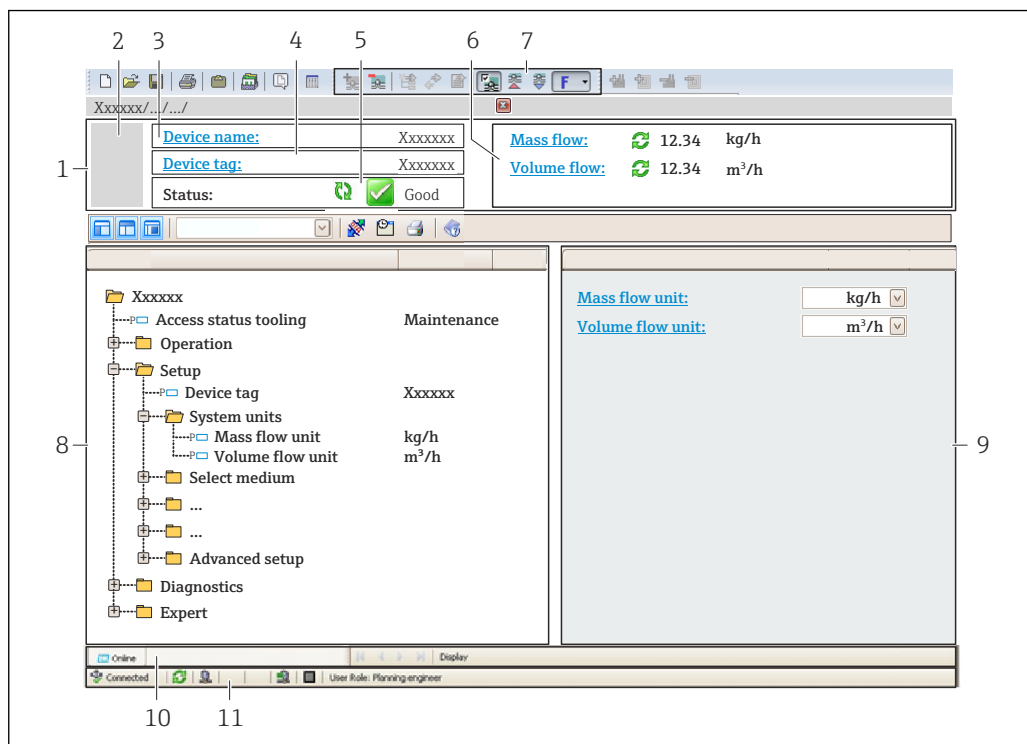 2 3 4 5 6 7
F
Xxxxxx/.../.../
1
Device name: Xxxxxxx
Device tag: Xxxxxxx
Status: Good
Mass flow: 12.34 kg/h
Volume flow: 12.34 m³/h
Xxxxxx
P Access status tooling Maintenance
Operation
Setup
P Device tag Xxxxxx
System units
P Mass flow unit kg/h
P Volume flow unit m³/h
Select medium
...
...
Advanced setup
Diagnostics
Expert
8
Mass flow unit: kg/h
Volume flow unit: m³/h
9
Online Display
Connected User Role: Planning engineer
10 11